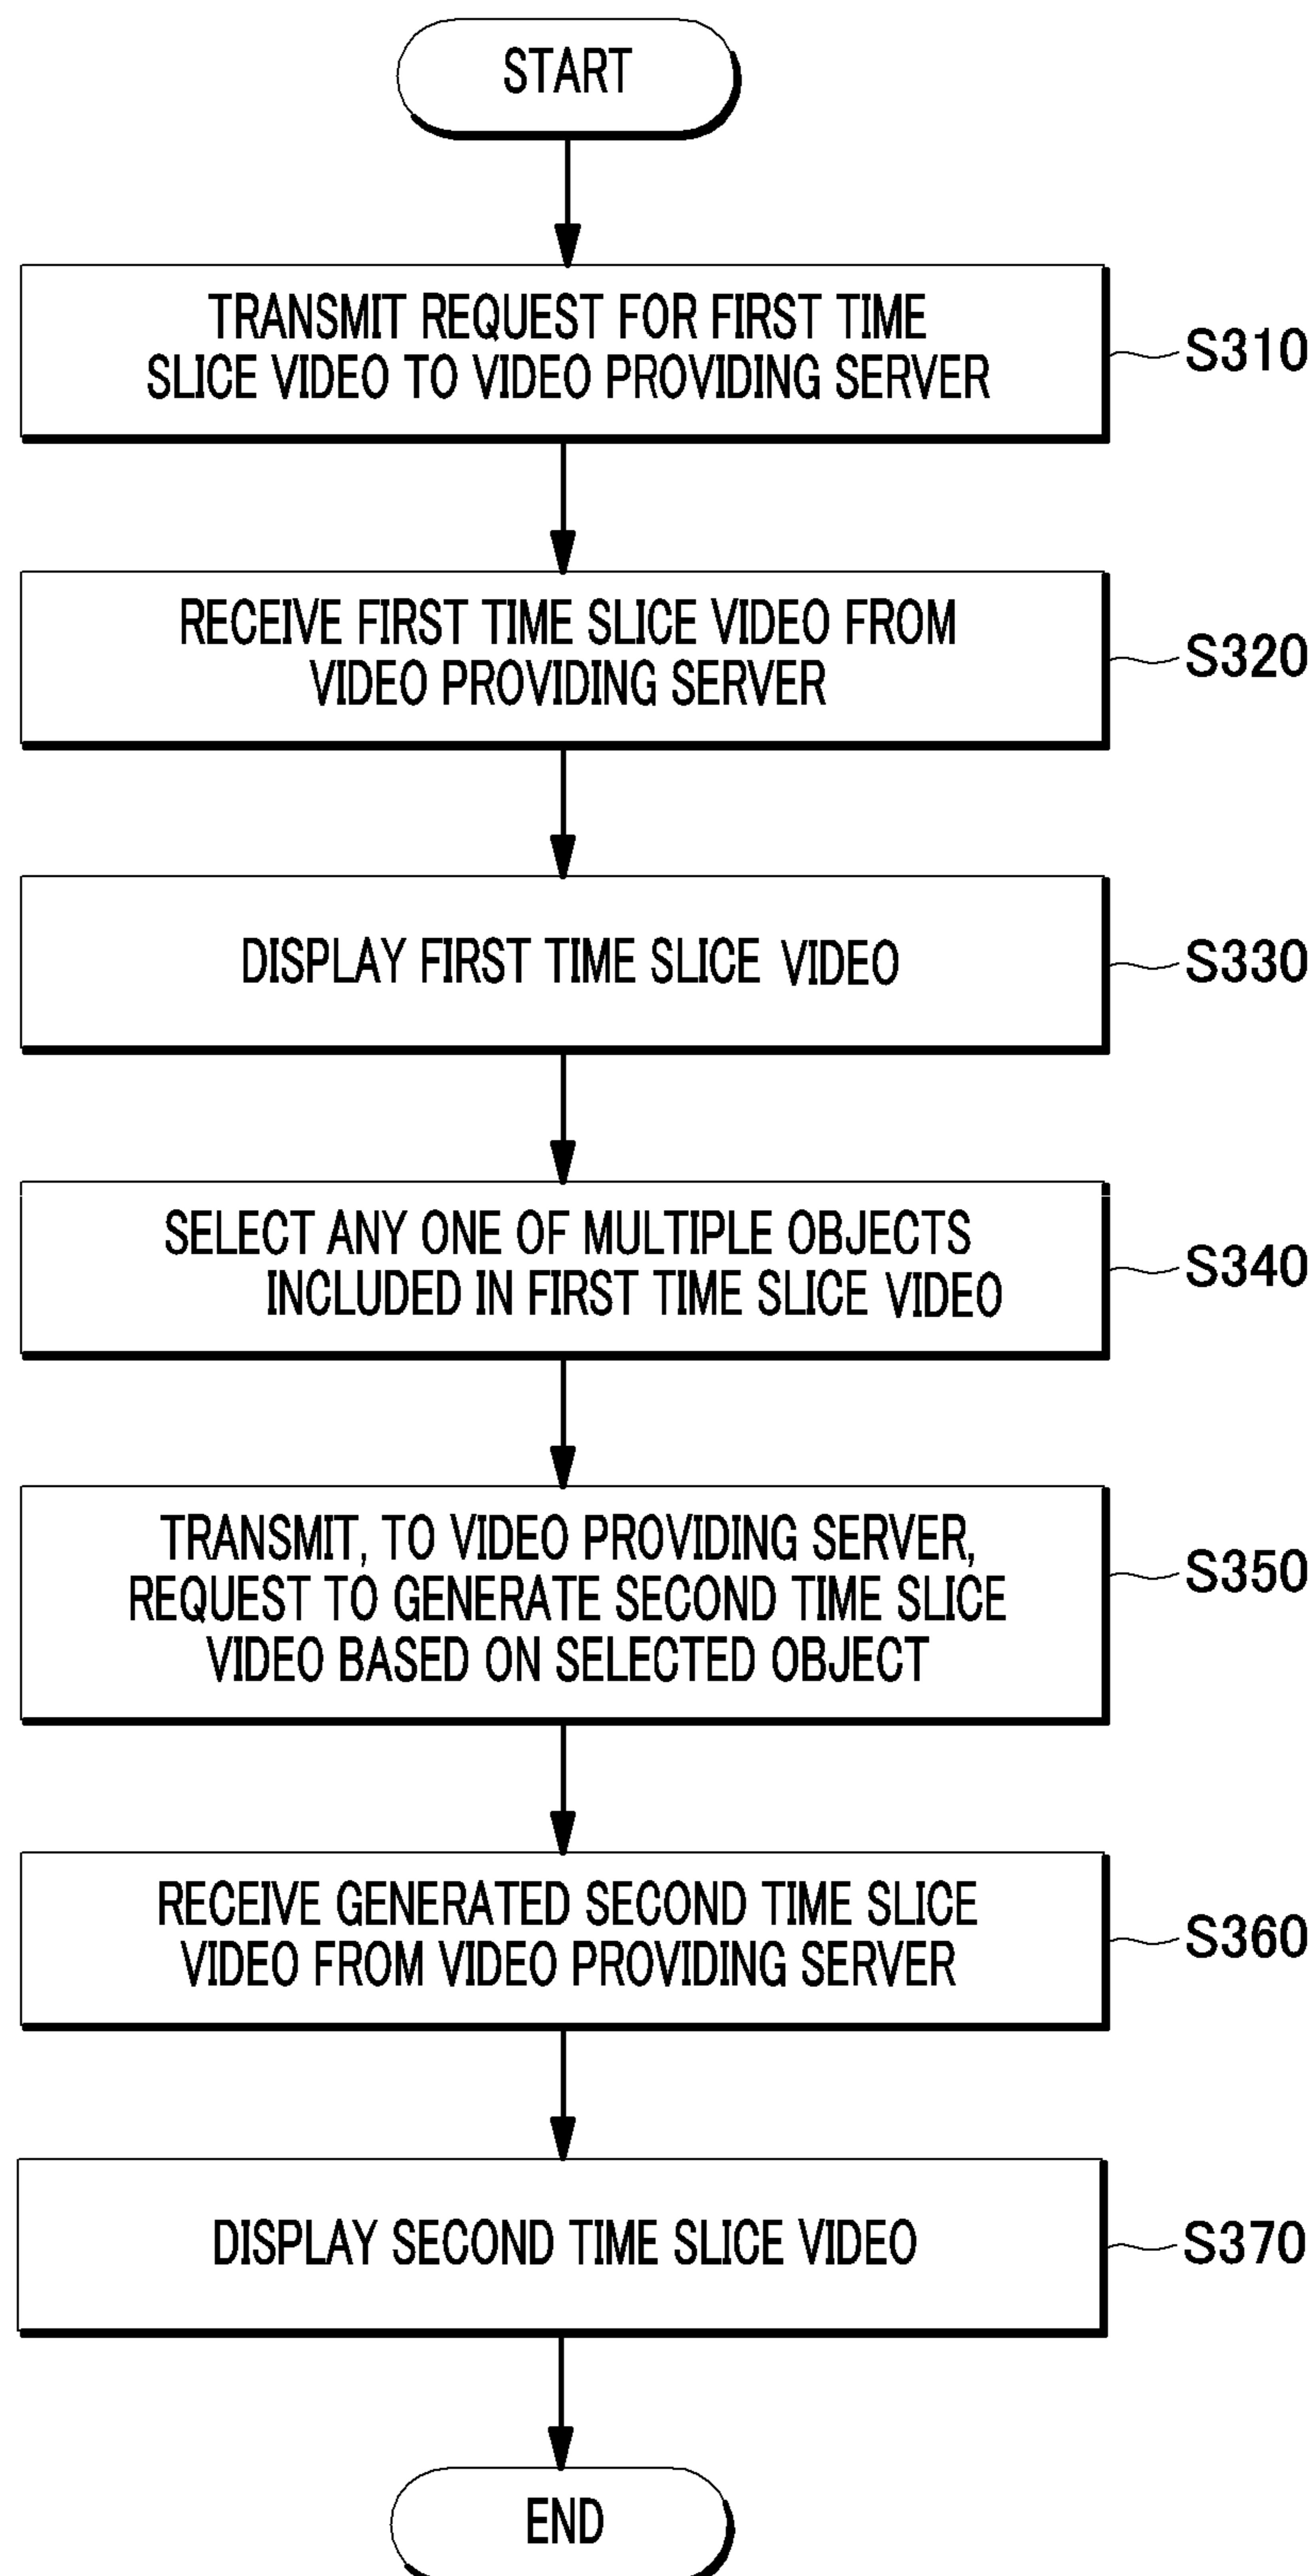 START
TRANSMIT REQUEST FOR FIRST TIME
SLICE VIDEO TO VIDEO PROVIDING SERVER
S310
RECEIVE FIRST TIME SLICE VIDEO FROM
VIDEO PROVIDING SERVER
S320
DISPLAY FIRST TIME SLICE VIDEO
S330
SELECT ANY ONE OF MULTIPLE OBJECTS
INCLUDED IN FIRST TIME SLICE VIDEO
S340
TRANSMIT, TO VIDEO PROVIDING SERVER,
REQUEST TO GENERATE SECOND TIME SLICE
VIDEO BASED ON SELECTED OBJECT
S350
RECEIVE GENERATED SECOND TIME SLICE
VIDEO FROM VIDEO PROVIDING SERVER
S360
DISPLAY SECOND TIME SLICE VIDEO
S370
END